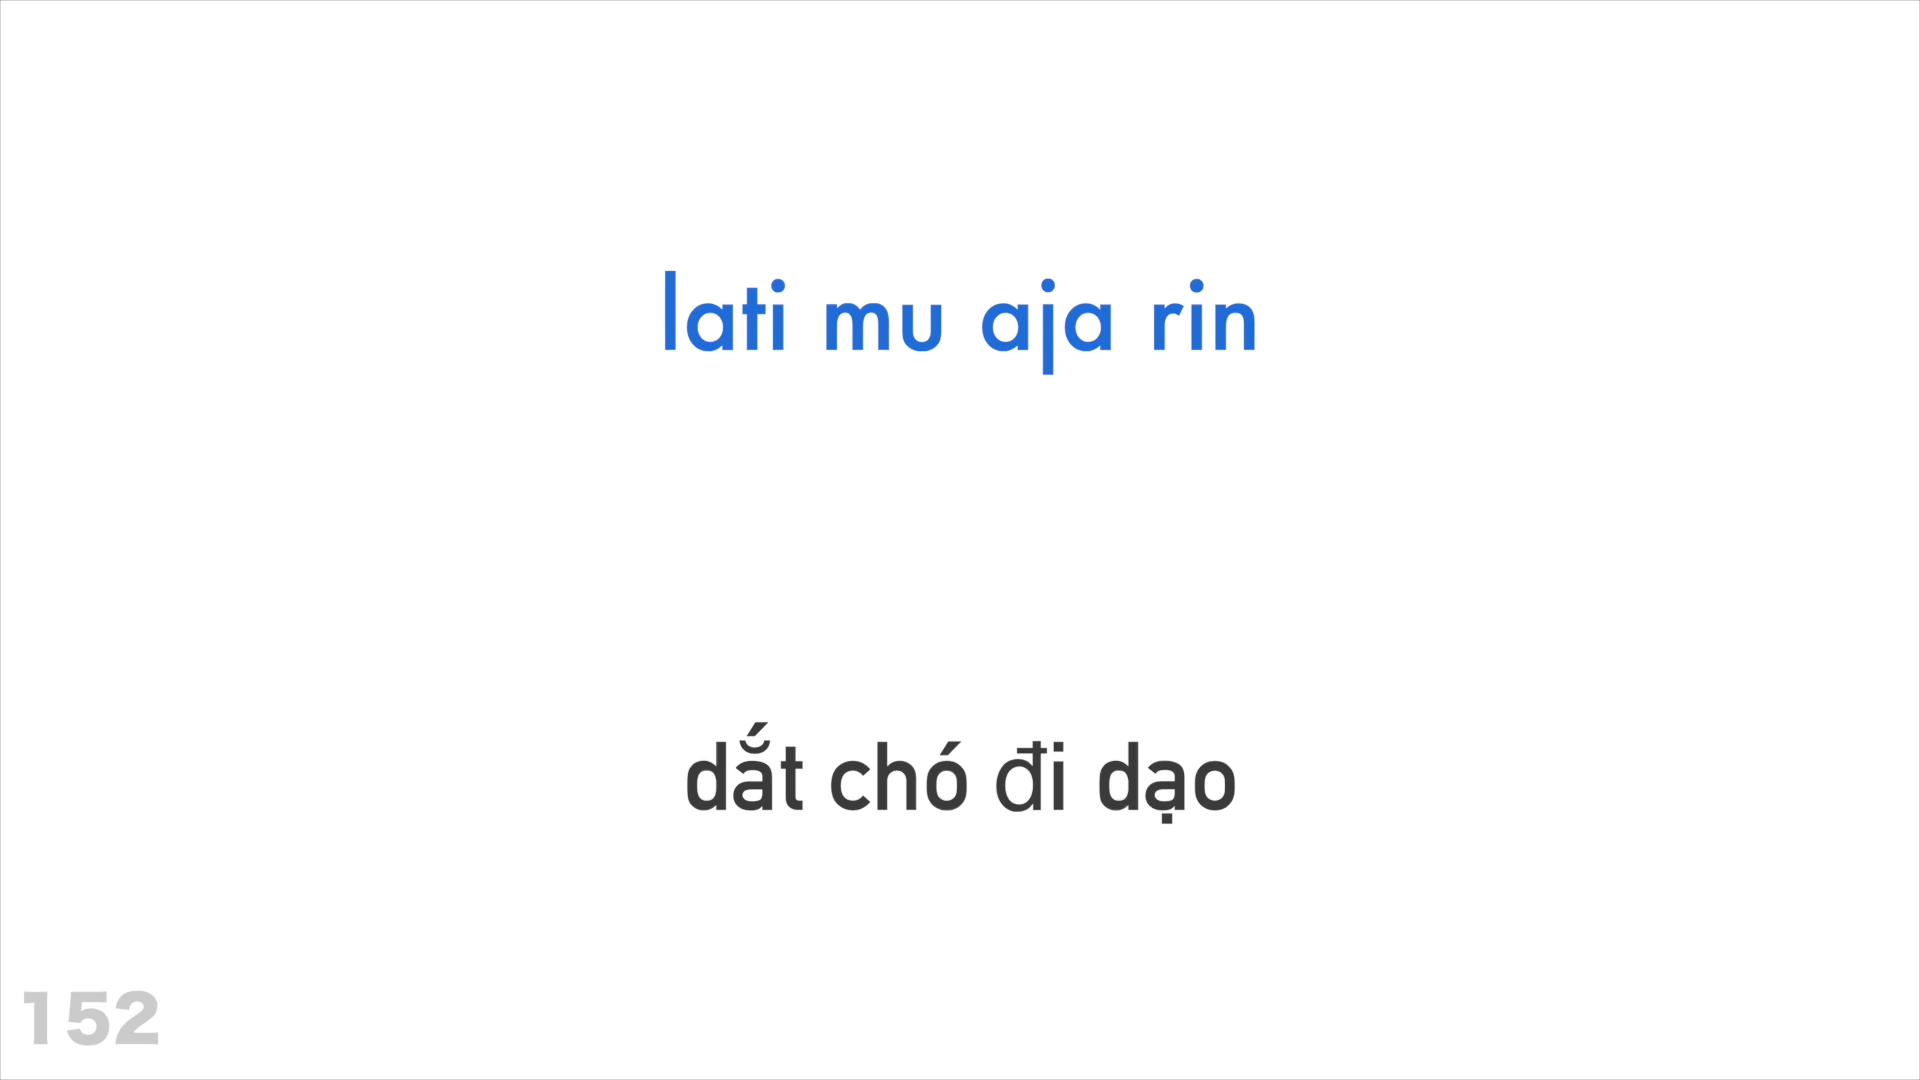 lati mu aja rin
dắt chó đi dạo
152